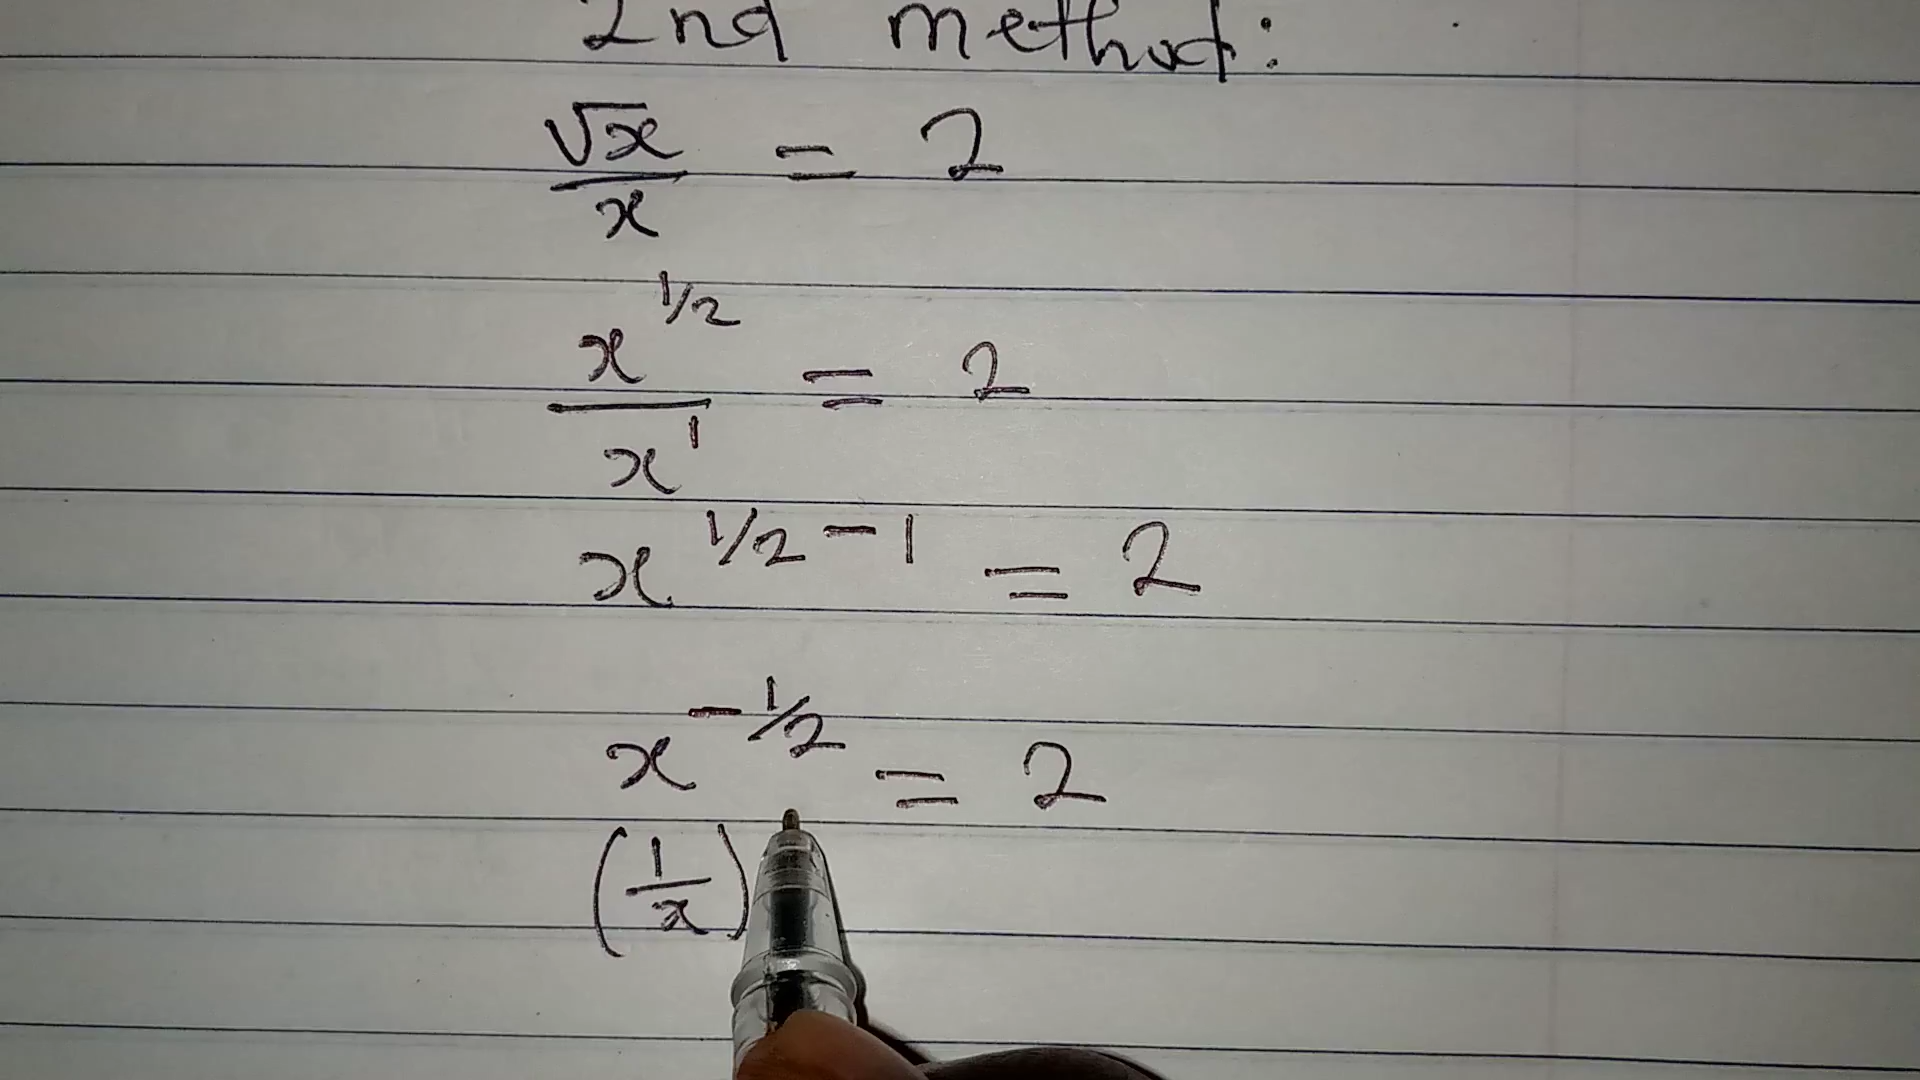 2nd method:
√x/x = 2
x^1/2 / x^1 = 2
x^1/2 - 1 = 2
x^-1/2 = 2
(1/x)